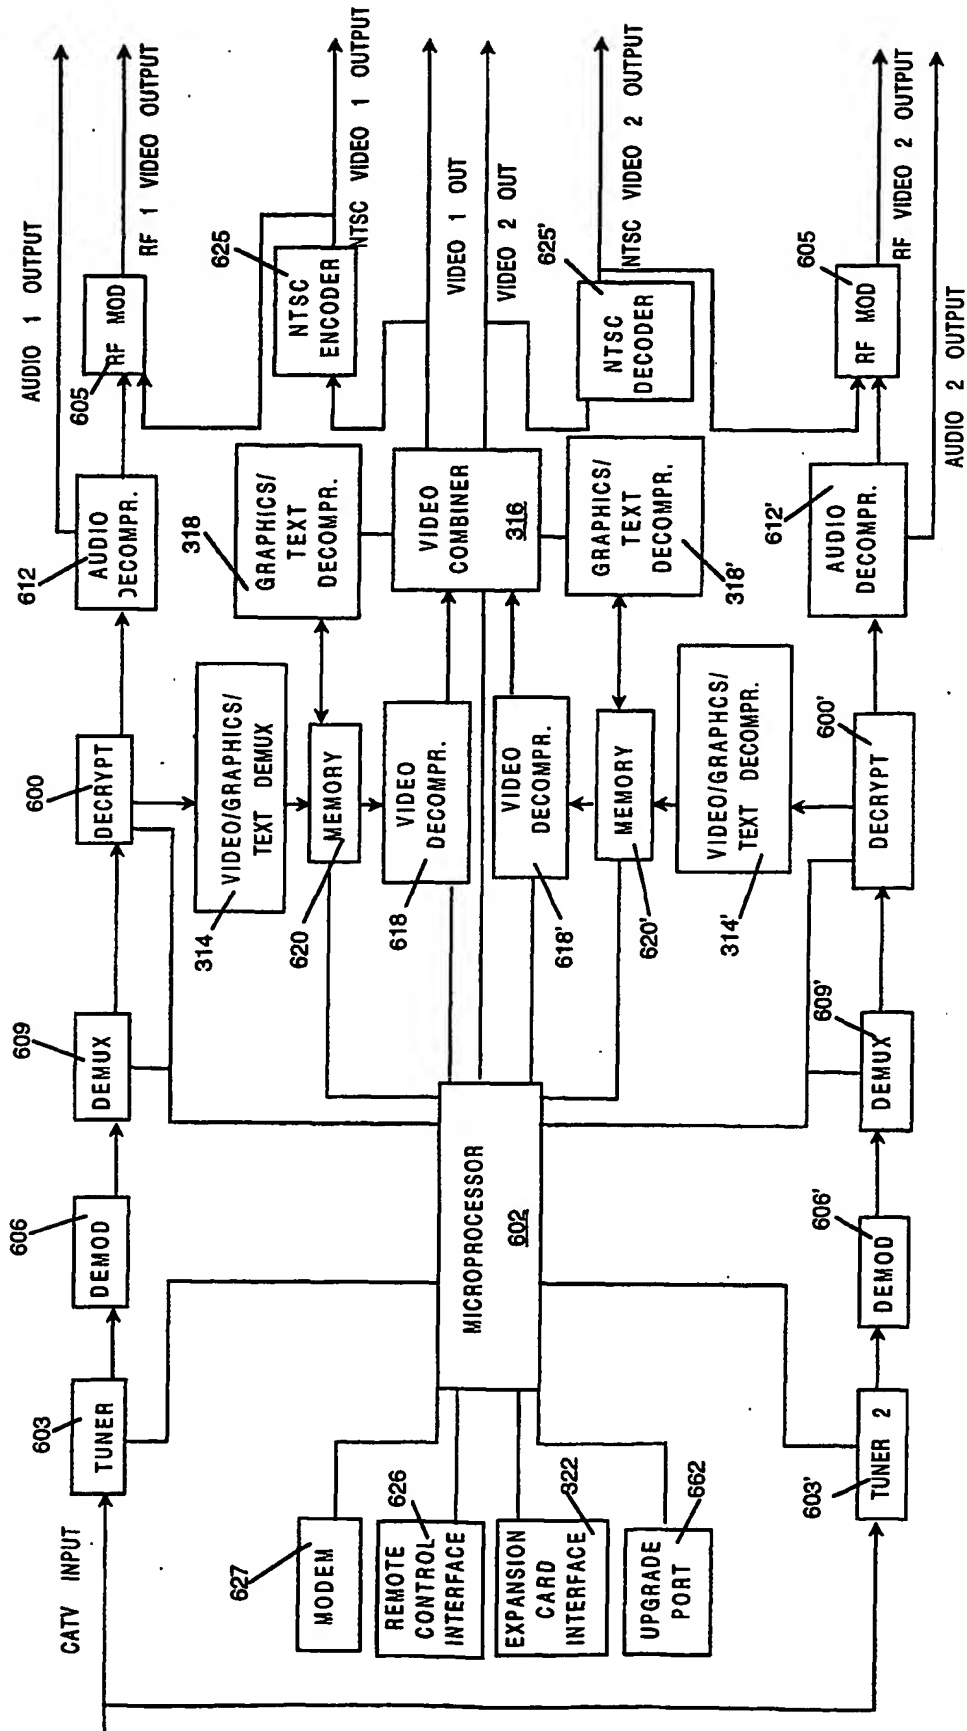 CATV INPUT
603
TUNER
606
DEMOD
609
DEMUX
600
DECRYPT
612
AUDIO
DECOMPR.
AUDIO 1 OUTPUT
605
RF MOD
RF 1 VIDEO OUTPUT
314
VIDEO/GRAPHICS/
TEXT DEMUX
318
GRAPHICS/
TEXT
DECOMPR.
625
NTSC
ENCODER
NTSC VIDEO 1 OUTPUT
620
MEMORY
618
VIDEO
DECOMPR.
VIDEO
COMBINER
316
VIDEO 1 OUT
VIDEO 2 OUT
627
MODEM
626
REMOTE
CONTROL
INTERFACE
322
EXPANSION
CARD
INTERFACE
662
UPGRADE
PORT
MICROPROCESSOR
602
618'
VIDEO
DECOMPR.
620'
MEMORY
318'
GRAPHICS/
TEXT
DECOMPR.
625'
NTSC
DECODER
NTSC VIDEO 2 OUTPUT
314'
VIDEO/GRAPHCS/
TEXT DECOMPR.
603'
TUNER 2
606'
DEMOD
609'
DEMUX
600'
DECRYPT
612'
AUDIO
DECOMPR.
605
RF MOD
RF VIDEO 2 OUTPUT
AUDIO 2 OUTPUT